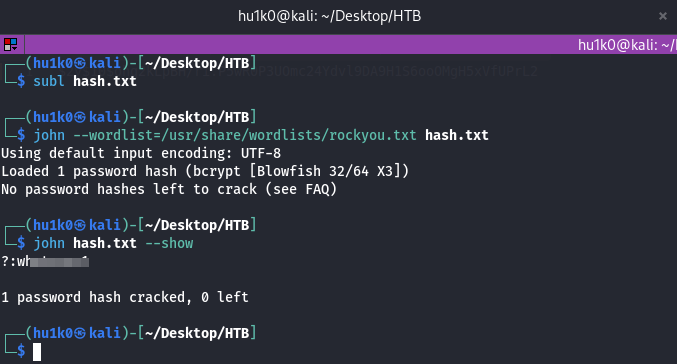 hu1k0@kali: ~/Desktop/HTB
hu1k0@kali: ~/
┌──(hu1k0㉿kali)-[~/Desktop/HTB]
└─$ subl hash.txt
┌──(hu1k0㉿kali)-[~/Desktop/HTB]
└─$ john --wordlist=/usr/share/wordlists/rockyou.txt hash.txt
Using default input encoding: UTF-8
Loaded 1 password hash (bcrypt [Blowfish 32/64 X3])
No password hashes left to crack (see FAQ)
┌──(hu1k0㉿kali)-[~/Desktop/HTB]
└─$ john hash.txt --show
?:
1 password hash cracked, 0 left
┌──(hu1k0㉿kali)-[~/Desktop/HTB]
└─$